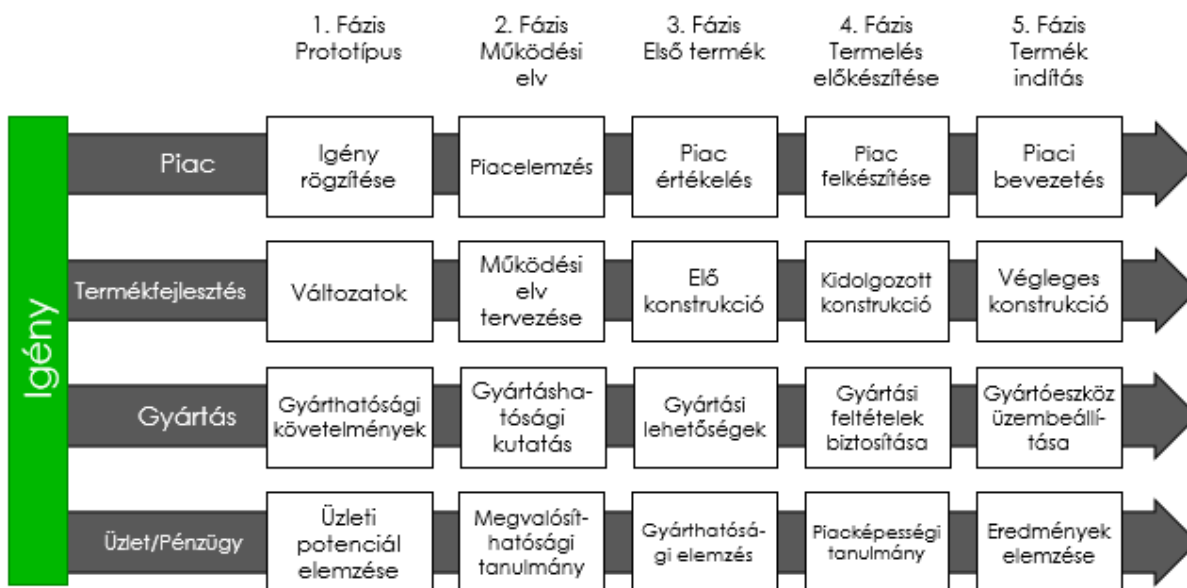 1. Fázis
Prototípus
2. Fázis
Működési
elv
3. Fázis
Első termék
4. Fázis
Termelés
előkészítése
5. Fázis
Termék
indítás
Igény
Piac
Igény
rögzítése
Piacelemzés
Piac
értékelés
Piac
felkészítése
Piaci
bevezetés
Termékfejlesztés
Változatok
Működési
elv
tervezése
Elő
konstrukció
Kidolgozott
konstrukció
Végleges
konstrukció
Gyártás
Gyárthatósági
követelmények
Gyártásha-
tósági
kutatás
Gyártási
lehetőségek
Gyártási
feltételek
biztosítása
Gyártóeszköz
üzembeállí-
tása
Üzlet/Pénzügy
Üzleti
potenciál
elemzése
Megvalósít-
hatósági
tanulmány
Gyárthatósá-
gi elemzés
Piacképességi
tanulmány
Eredmények
elemzése